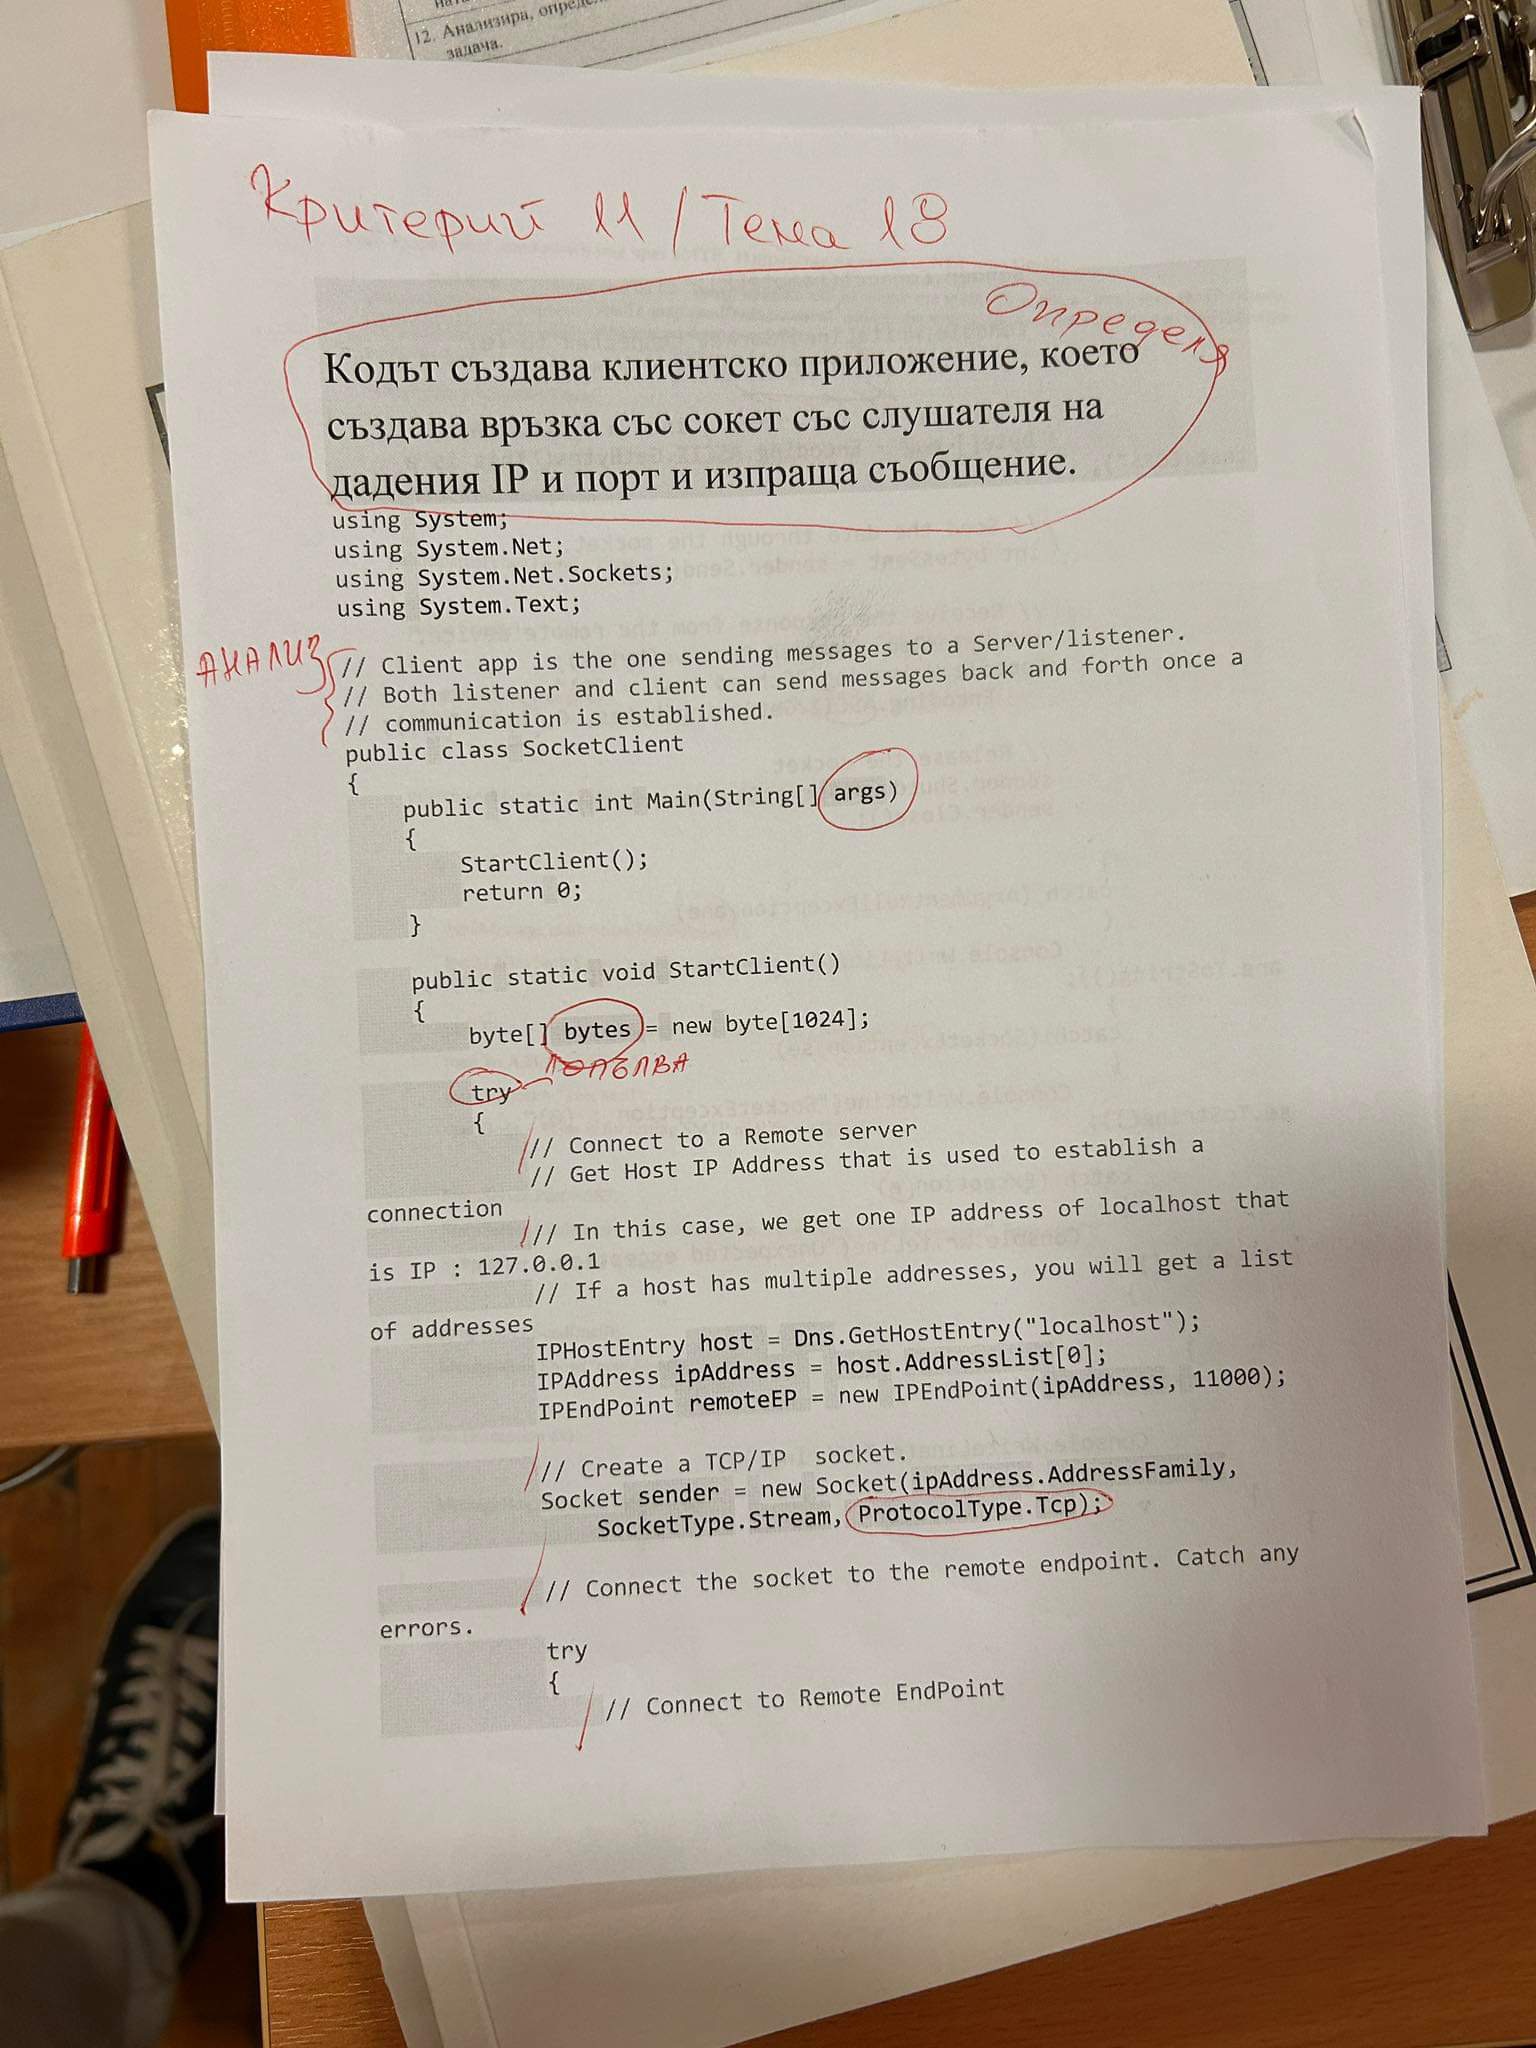 12. Анализира, опреде
задача.
Критерий 11 / Тема 18
Определя
Кодът създава клиентско приложение, което
създава връзка със сокет със слушателя на
дадения IP и порт и изпраща съобщение.
using System;
using System.Net;
using System.Net.Sockets;
using System.Text;
АНАЛИЗ
// Client app is the one sending messages to a Server/listener.
// Both listener and client can send messages back and forth once a
// communication is established.
public class SocketClient
{
public static int Main(String[] args)
{
StartClient();
return 0;
}
public static void StartClient()
{
byte[] bytes = new byte[1024];
try
{
// Connect to a Remote server
// Get Host IP Address that is used to establish a
connection
// In this case, we get one IP address of localhost that
is IP : 127.0.0.1
// If a host has multiple addresses, you will get a list
of addresses
IPHostEntry host = Dns.GetHostEntry("localhost");
IPAddress ipAddress = host.AddressList[0];
IPEndPoint remoteEP = new IPEndPoint(ipAddress, 11000);
// Create a TCP/IP  socket.
Socket sender = new Socket(ipAddress.AddressFamily,
SocketType.Stream, ProtocolType.Tcp);
// Connect the socket to the remote endpoint. Catch any
errors.
try
{
// Connect to Remote EndPoint